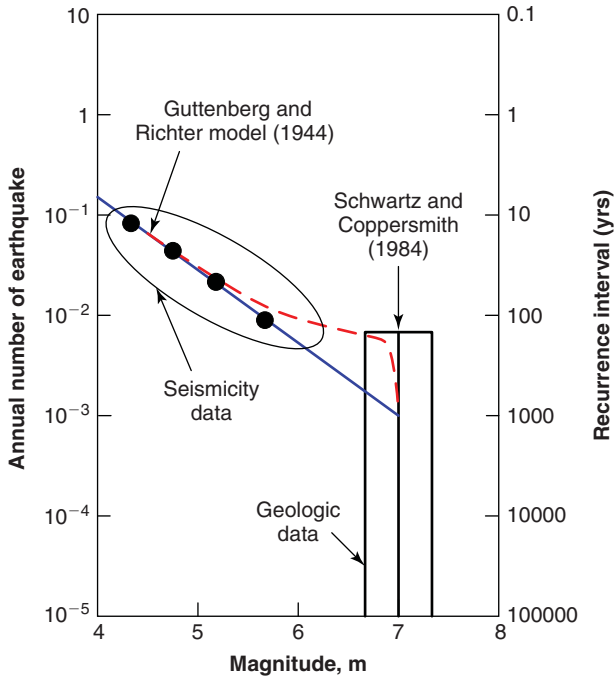 10
1
10⁻¹
10⁻²
10⁻³
10⁻⁴
10⁻⁵
Annual number of earthquake
Guttenberg and
Richter model (1944)
Schwartz and
Coppersmith
(1984)
Seismicity
data
Geologic
data
0.1
1
10
100
1000
10000
100000
Recurrence interval (yrs)
4
5
6
7
8
Magnitude, m